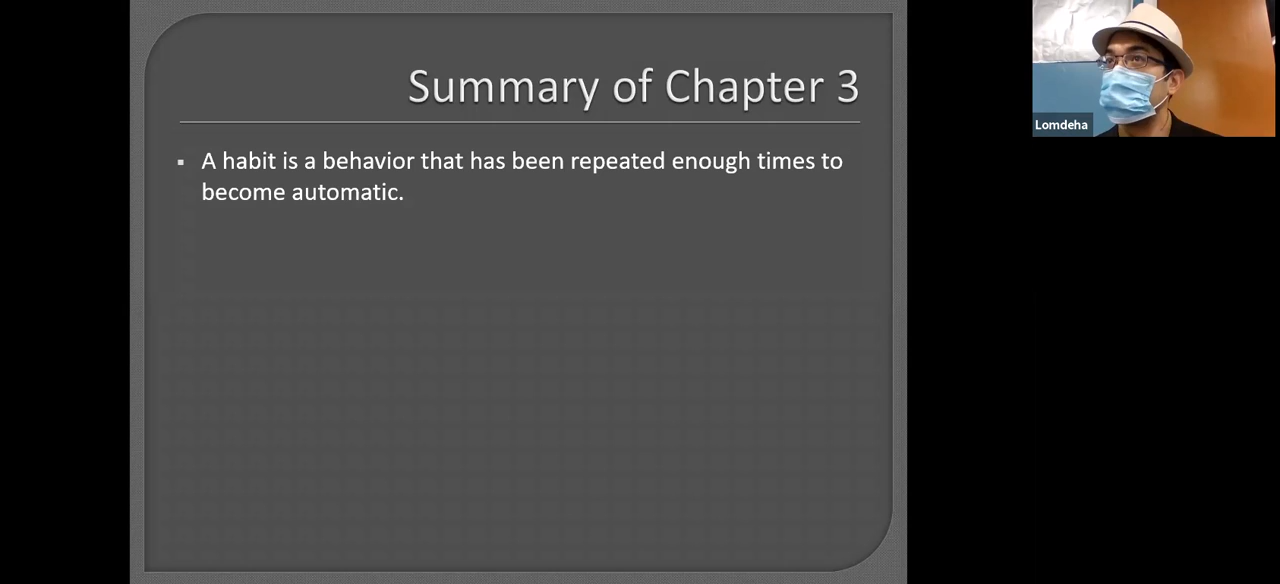 Summary of Chapter 3
▪ A habit is a behavior that has been repeated enough times to
become automatic.
Lomdeha